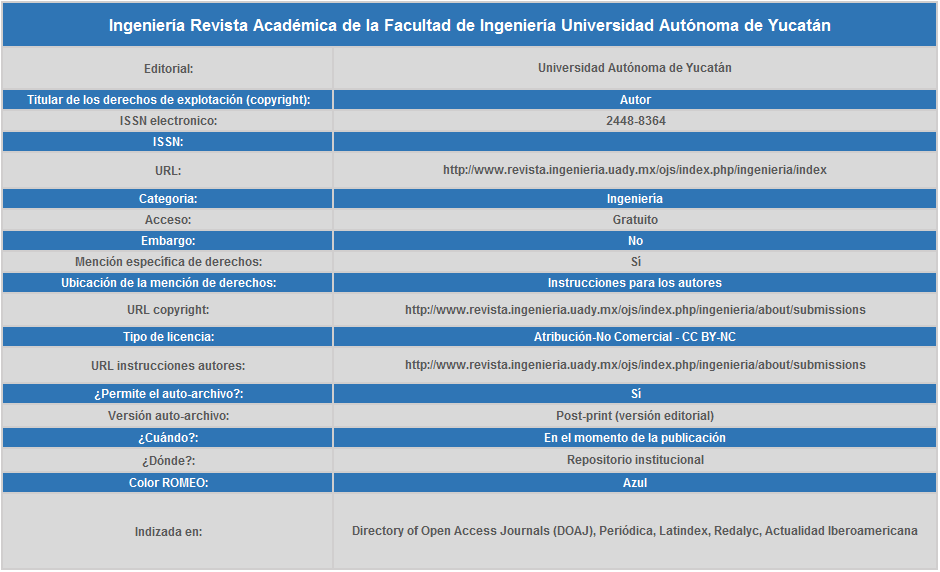 Ingeniería Revista Académica de la Facultad de Ingeniería Universidad Autónoma de Yucatán
Editorial: Universidad Autónoma de Yucatán
Titular de los derechos de explotación (copyright): Autor
ISSN electronico: 2448-8364
ISSN:
URL: http://www.revista.ingenieria.uady.mx/ojs/index.php/ingenieria/index
Categoria: Ingeniería
Acceso: Gratuito
Embargo: No
Mención específica de derechos: Sì
Ubicación de la mención de derechos: Instrucciones para los autores
URL copyright: http://www.revista.ingenieria.uady.mx/ojs/index.php/ingenieria/about/submissions
Tipo de licencia: Atribución-No Comercial - CC BY-NC
URL instrucciones autores: http://www.revista.ingenieria.uady.mx/ojs/index.php/ingenieria/about/submissions
¿Permite el auto-archivo?: Sì
Versión auto-archivo: Post-print (versión editorial)
¿Cuándo?: En el momento de la publicación
¿Dónde?: Repositorio institucional
Color ROMEO: Azul
Indizada en: Directory of Open Access Journals (DOAJ), Periódica, Latindex, Redalyc, Actualidad Iberoamericana